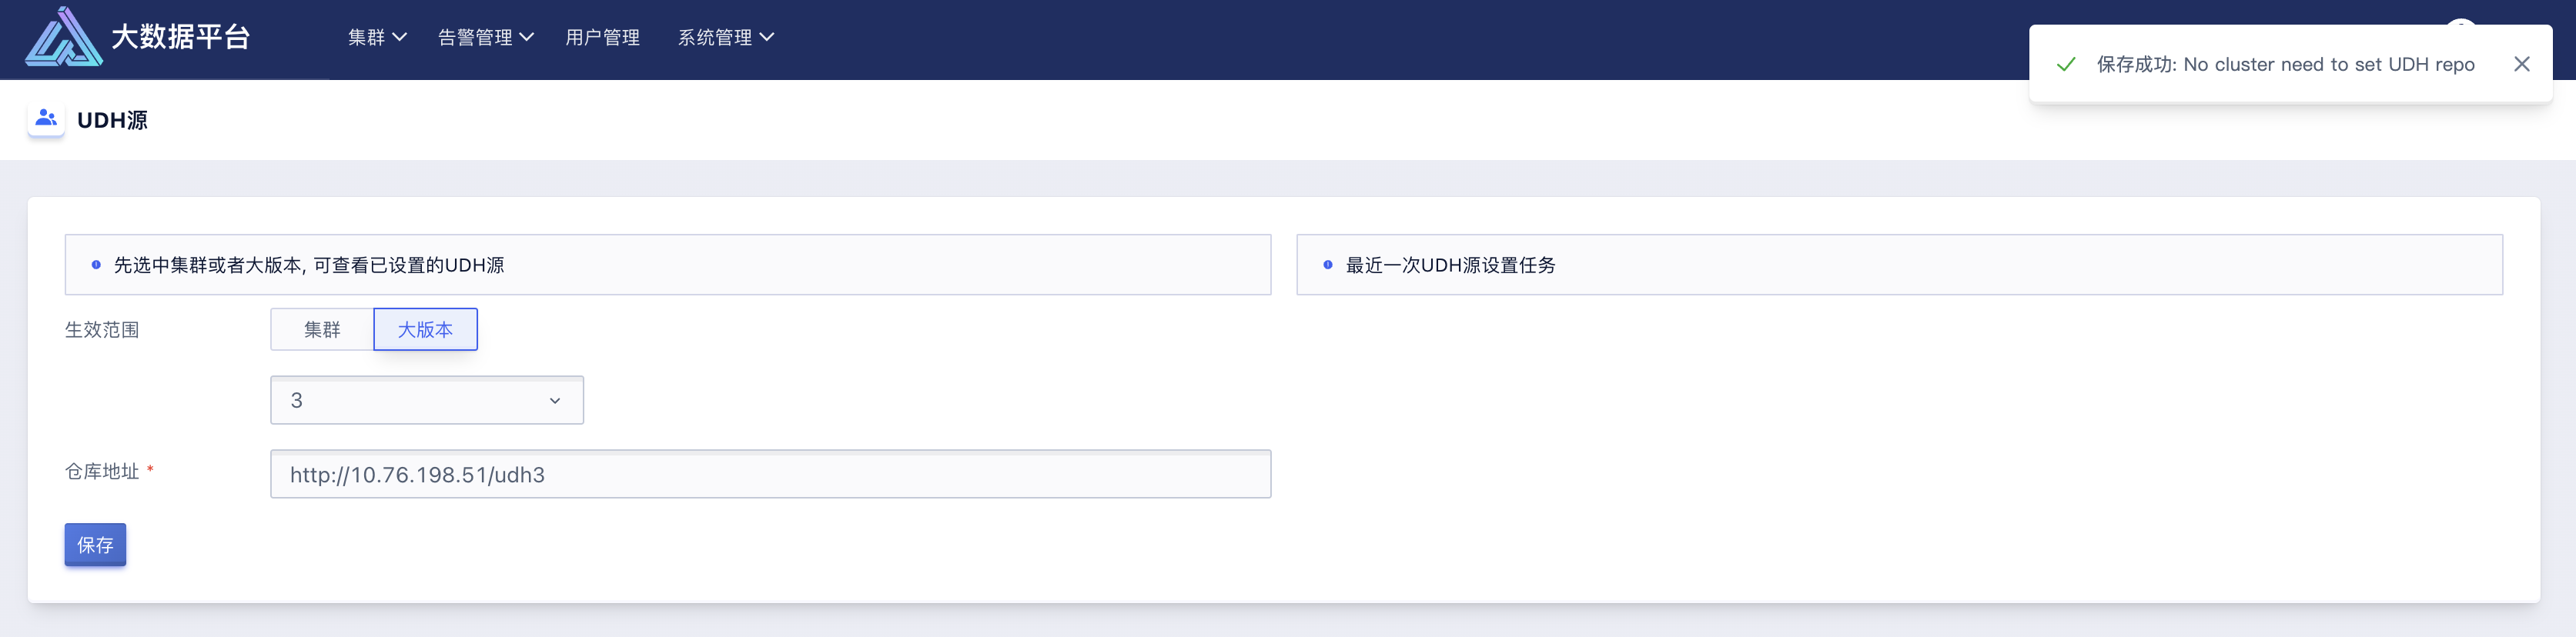 大数据平台
集群
告警管理
用户管理
系统管理
保存成功: No cluster need to set UDH repo
UDH源
先选中集群或者大版本, 可查看已设置的UDH源
最近一次UDH源设置任务
生效范围
集群
大版本
3
仓库地址 *
http://10.76.198.51/udh3
保存